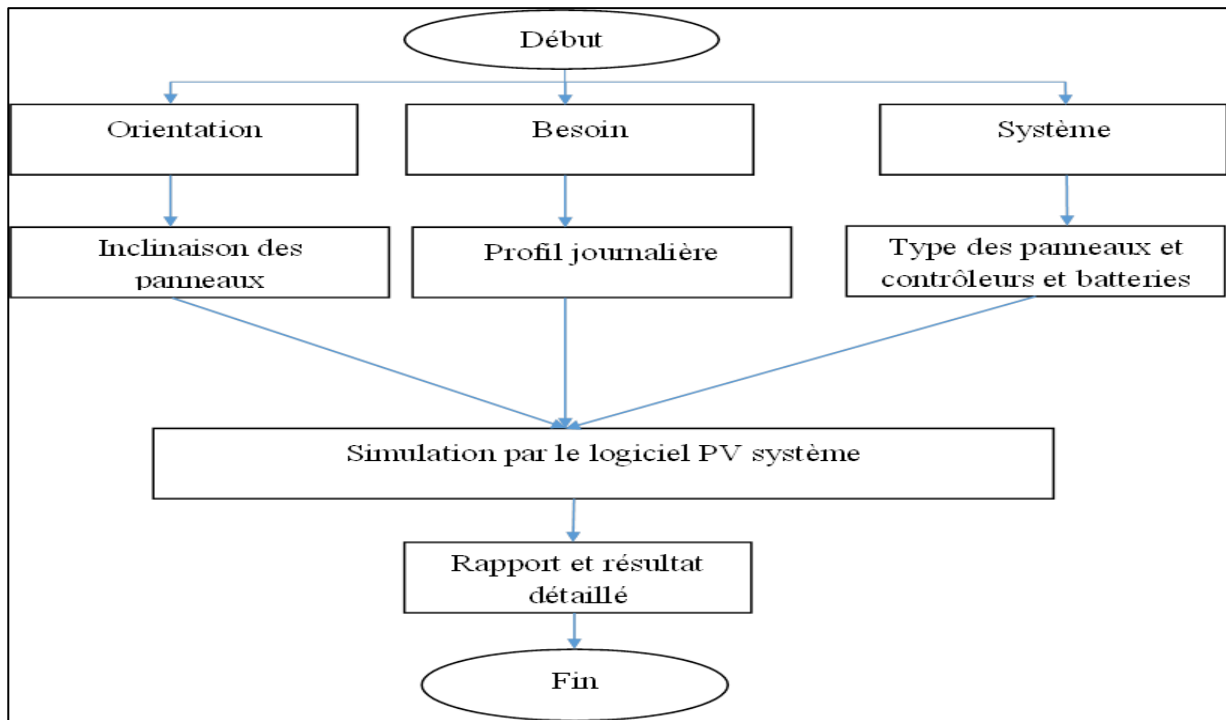 Début
Orientation
Besoin
Système
Inclinaison des
panneaux
Profil journalière
Type des panneaux et
contrôleurs et batteries
Simulation par le logiciel PV système
Rapport et résultat
détaillé
Fin